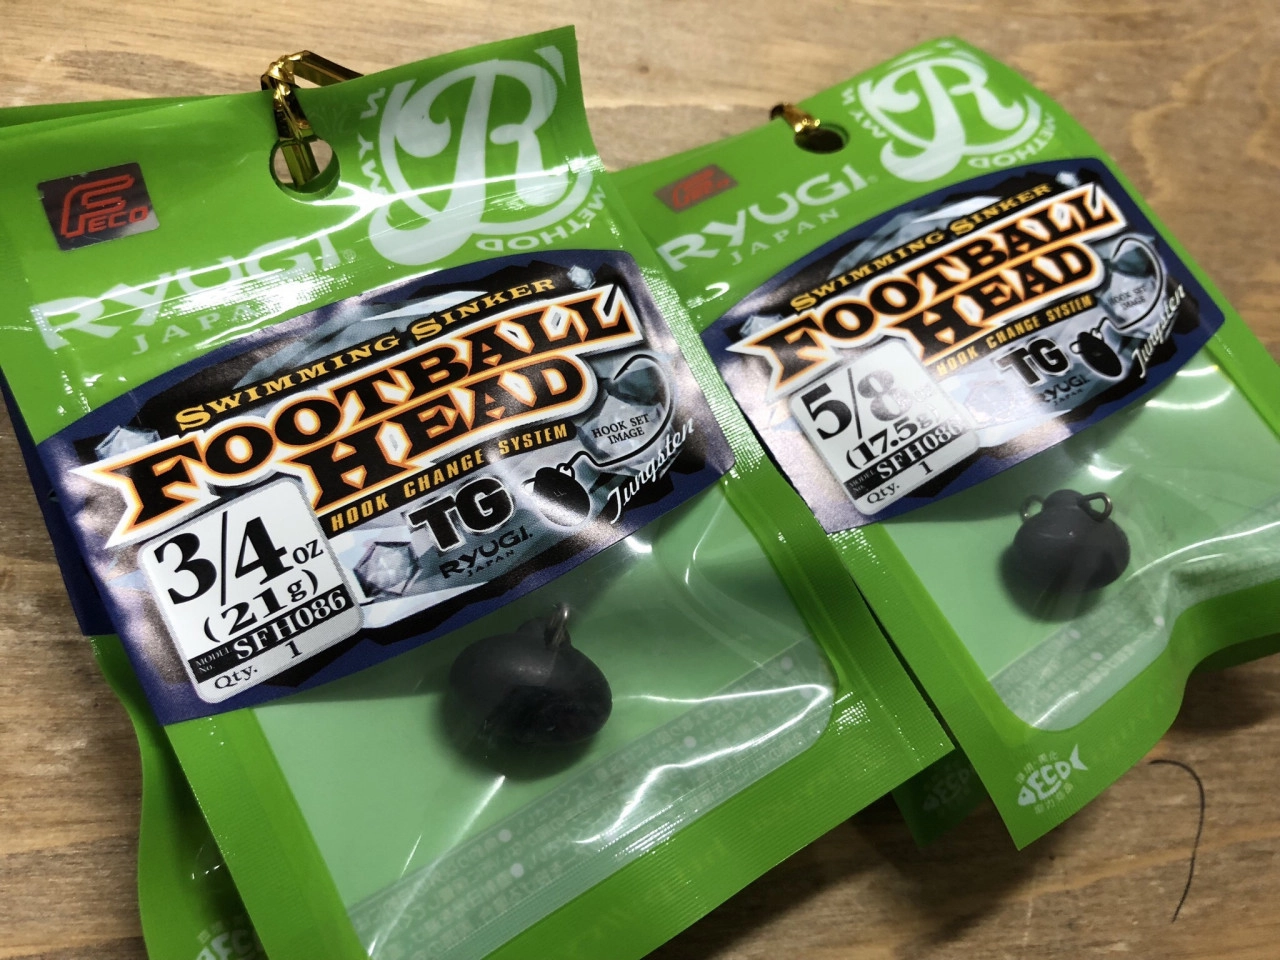 FECO
MY
R
METHOD
RYUGI
JAPAN
SWIMMING SINKER
FOOTBALL
HEAD
HOOK CHANGE SYSTEM
HOOK SET
IMAGE
TG
Tungsten
RYUGI
JAPAN
3/4oz
(21g)
MODEL No. SFH086
Qty. 1
MY
R
METHOD
RYUGI
JAPAN
SWIMMING SINKER
FOOTBALL
HEAD
HOOK CHANGE SYSTEM
HOOK SET
IMAGE
TG
Tungsten
RYUGI
JAPAN
5/8
(17.5g)
MODEL No. SFH086
Qty. 1
ECO
ECO